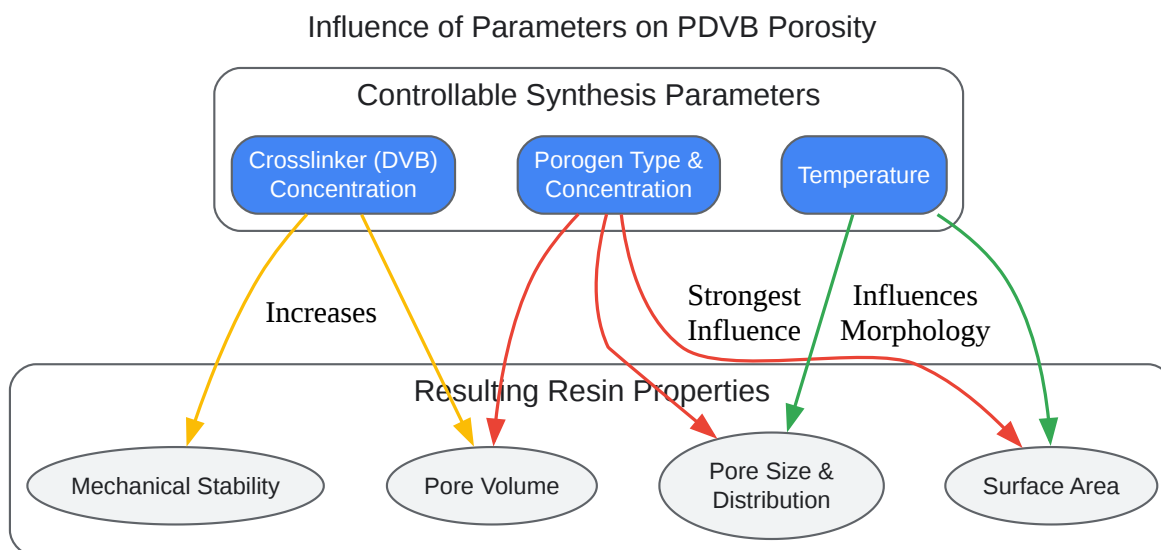 Influence of Parameters on PDVB Porosity
Controllable Synthesis Parameters
Crosslinker (DVB)
Concentration
Porogen Type &
Concentration
Temperature
Increases
Strongest
Influence
Influences
Morphology
Resulting Resin Properties
Mechanical Stability
Pore Volume
Pore Size &
Distribution
Surface Area